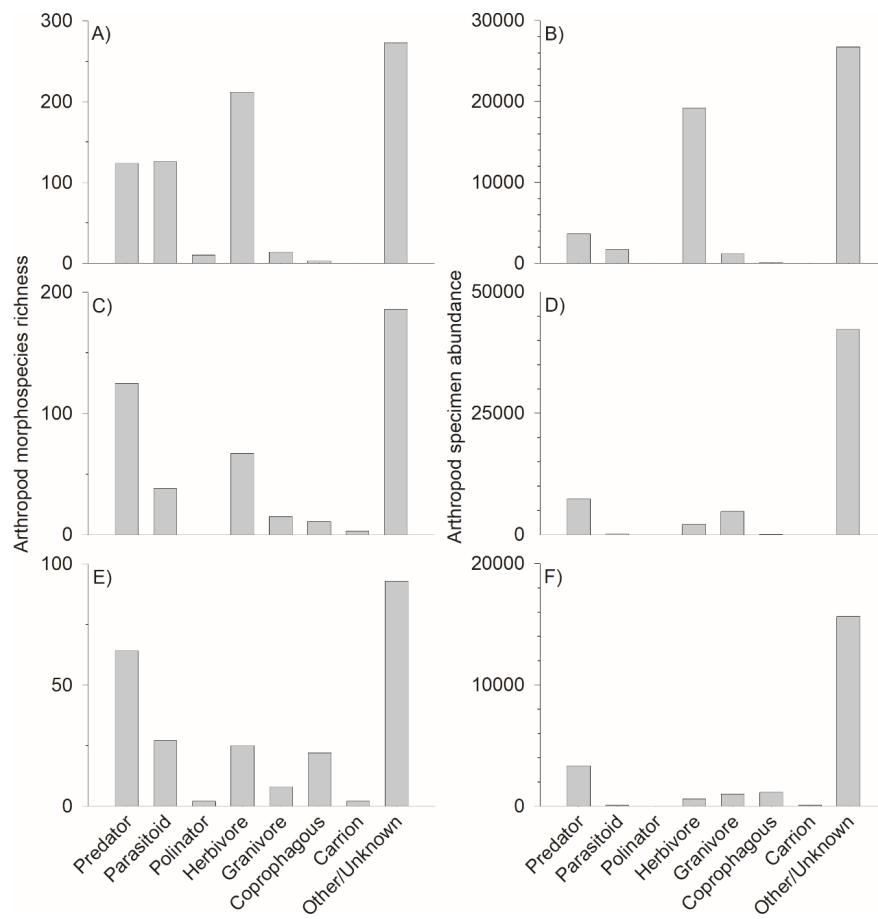 Arthropod morphospecies richness
A)
300
200
100
0
C)
200
100
0
E)
100
50
0
Predator
Parasitoid
Polinator
Herbivore
Granivore
Coprophagous
Carrion
Other/Unknown
Arthropod specimen abundance
B)
30000
20000
10000
0
D)
50000
25000
0
F)
20000
10000
0
Predator
Parasitoid
Polinator
Herbivore
Granivore
Coprophagous
Carrion
Other/Unknown